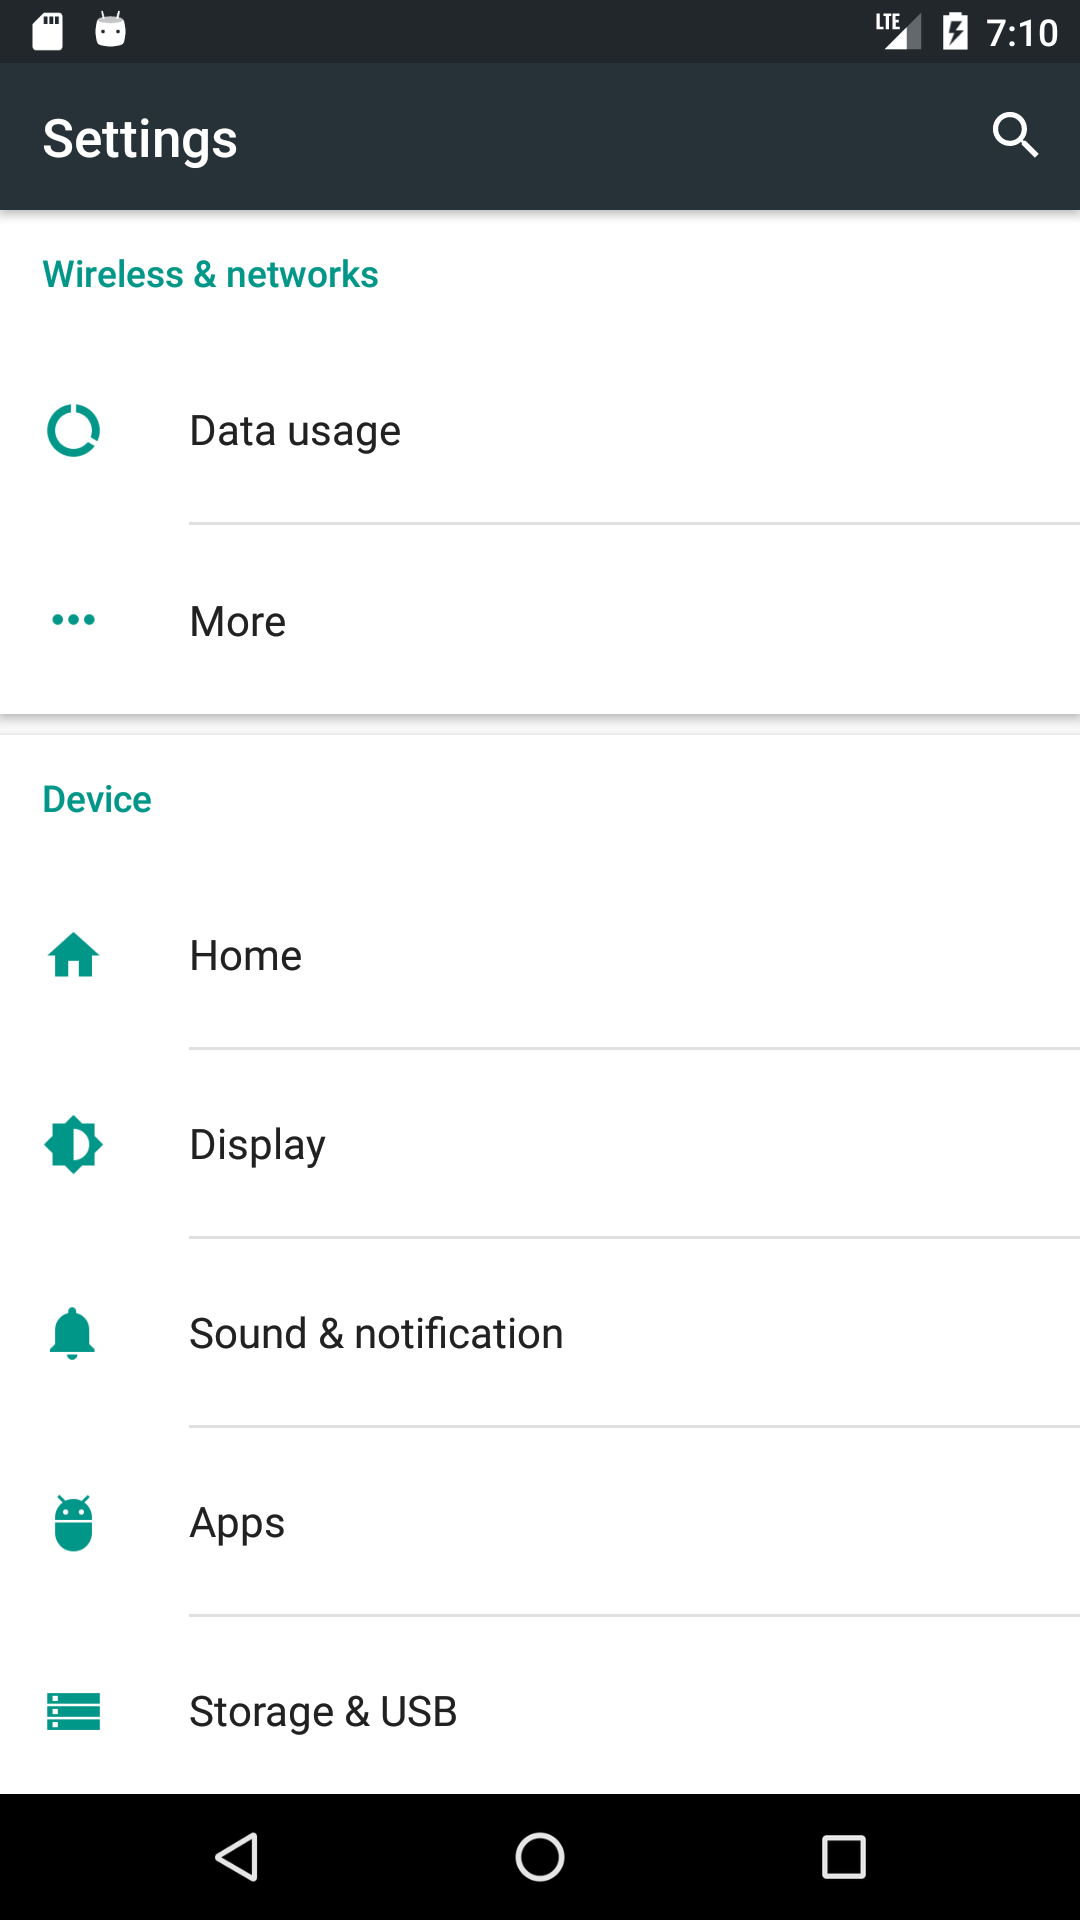 LTE 7:10
Settings
Wireless & networks
Data usage
More
Device
Home
Display
Sound & notification
Apps
Storage & USB